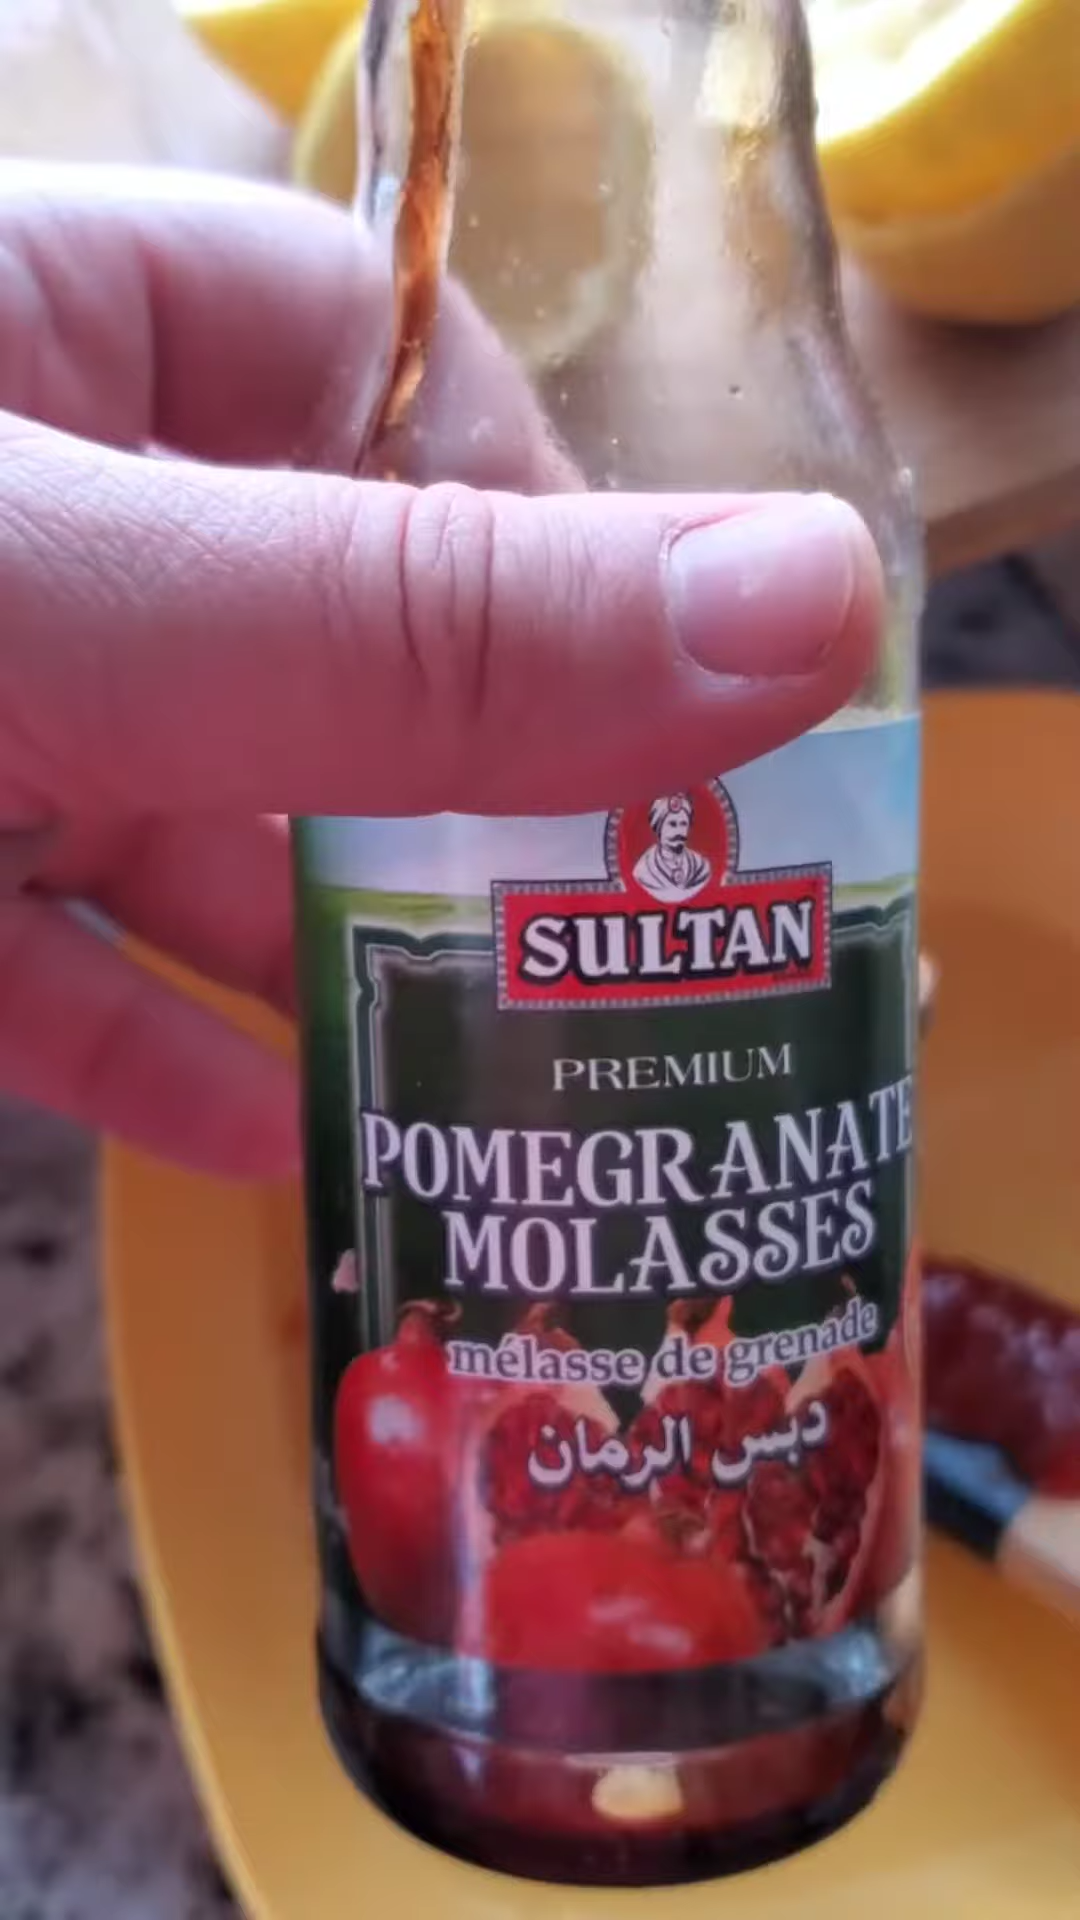 SULTAN
PREMIUM
POMEGRANATE
MOLASSES
mélasse de grenade
دبس الرمان